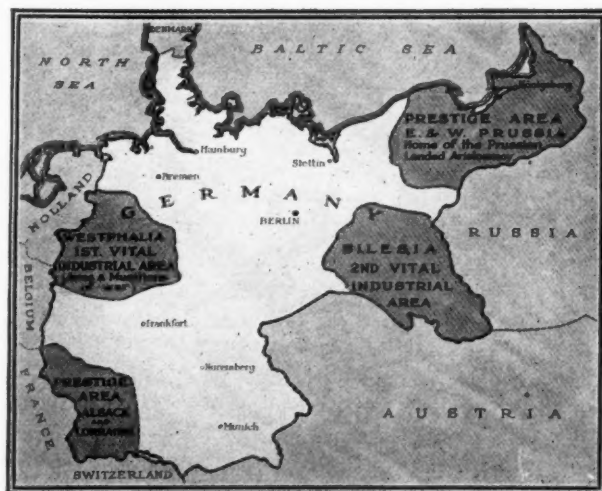 DENMARK
NORTH
SEA
BALTIC SEA
PRESTIGE AREA
E. & W. PRUSSIA
Home of the Prussian
Landed Aristocracy
Hamburg
Stettin
Bremen
HOLLAND
GERMANY
BERLIN
RUSSIA
WESTPHALIA
1ST. VITAL
INDUSTRIAL AREA
SILESIA
2ND VITAL
INDUSTRIAL
AREA
BELGIUM
Frankfort
Nuremberg
FRANCE
PRESTIGE
AREA
ALSACE
and
LORRAINE
Munich
AUSTRIA
SWITZERLAND